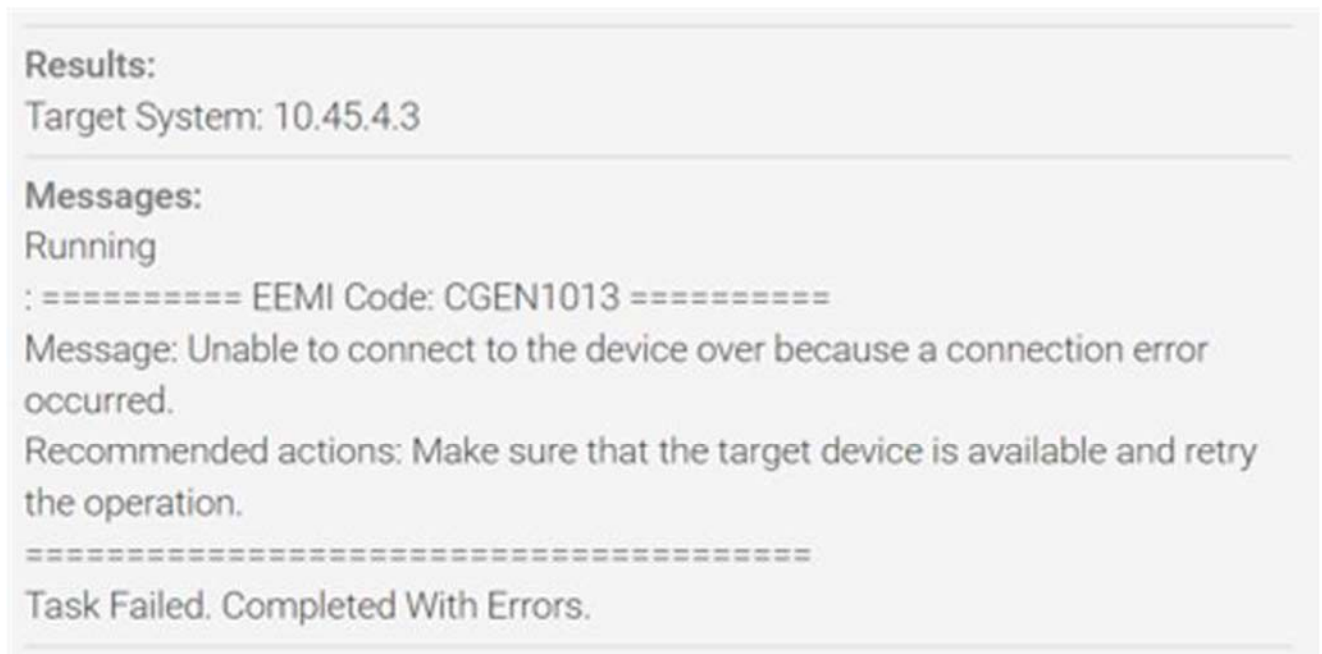 Results:
Target System: 10.45.4.3
Messages:
Running
: ========== EEMI Code: CGEN1013 ==========
Message: Unable to connect to the device over because a connection error
occurred.
Recommended actions: Make sure that the target device is available and retry
the operation.
=======================================
Task Failed. Completed With Errors.